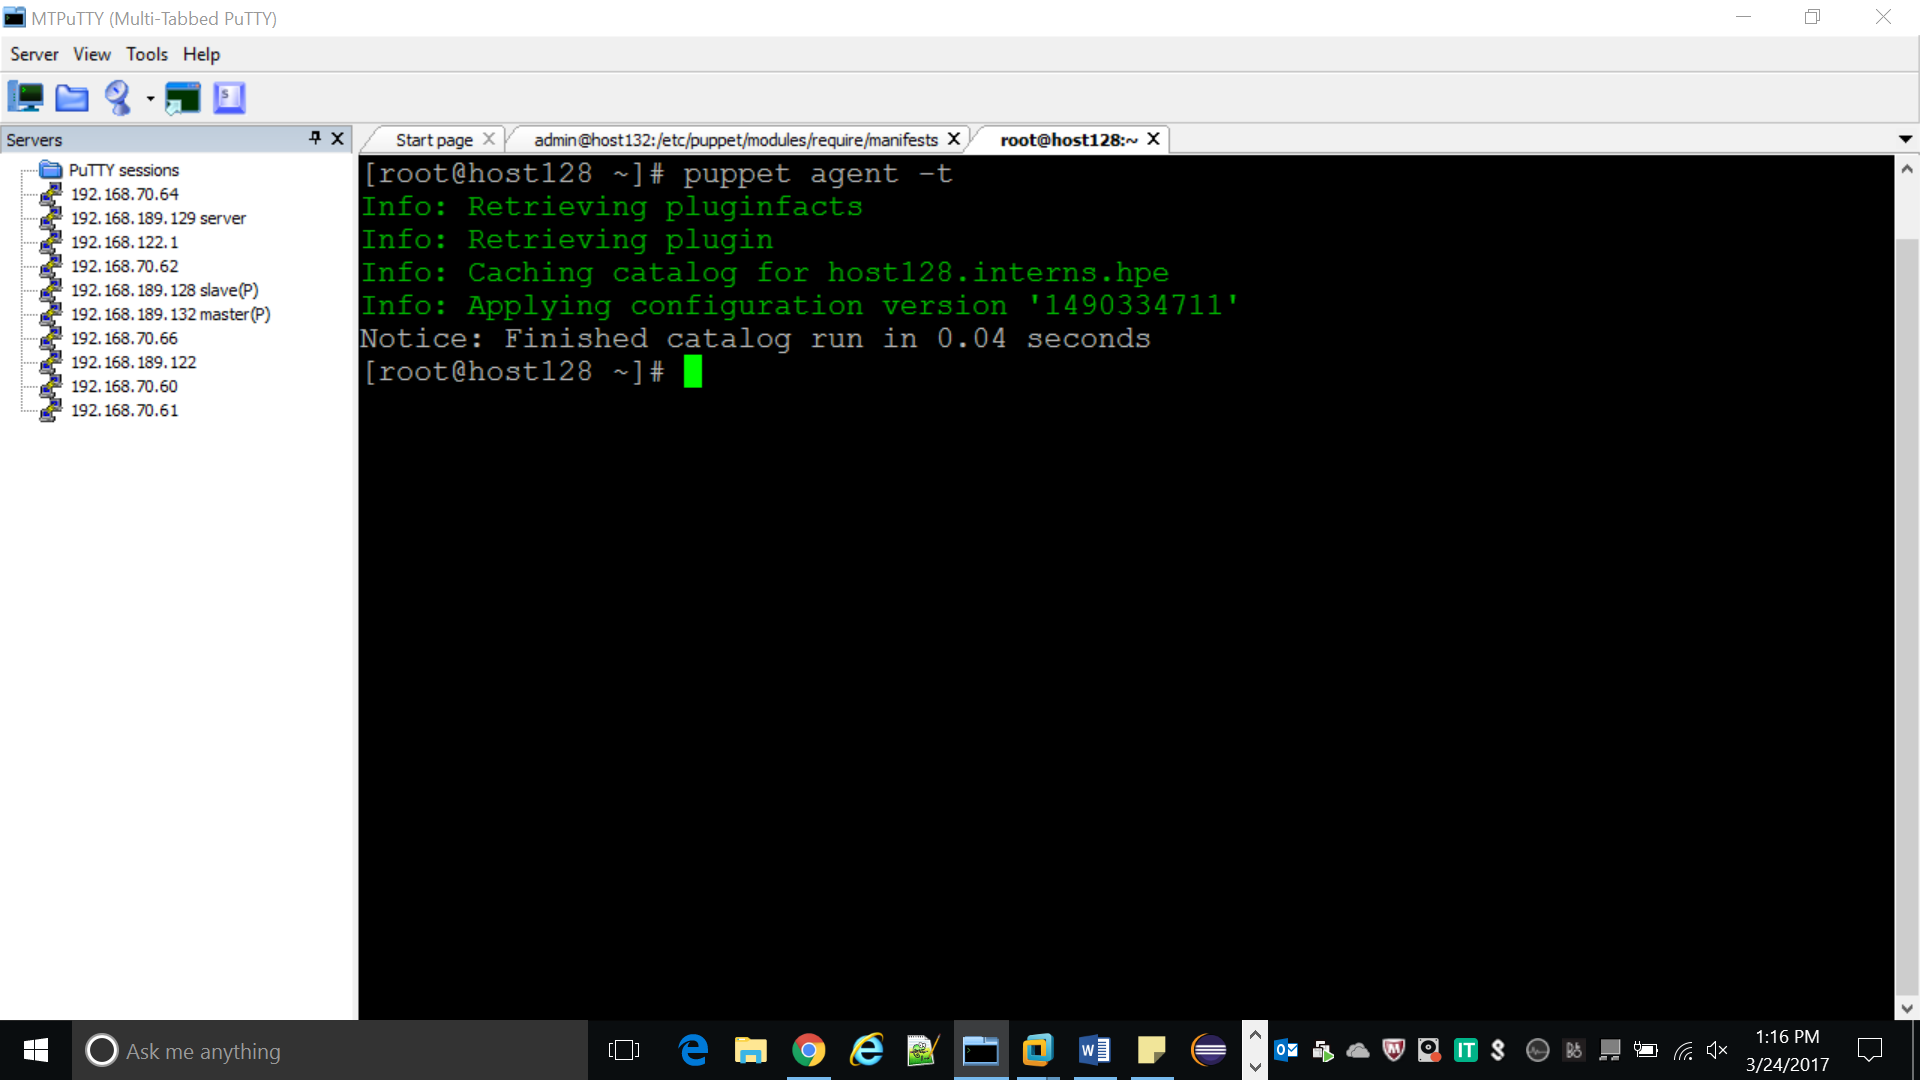 MTPuTTY (Multi-Tabbed PuTTY)
Server View Tools Help
Servers
PuTTY sessions
192.168.70.64
192.168.189.129 server
192.168.122.1
192.168.70.62
192.168.189.128 slave(P)
192.168.189.132 master(P)
192.168.70.66
192.168.189.122
192.168.70.60
192.168.70.61
Start page admin@host132:/etc/puppet/modules/require/manifests root@host128:~
[root@host128 ~]# puppet agent -t
Info: Retrieving pluginfacts
Info: Retrieving plugin
Info: Caching catalog for host128.interns.hpe
Info: Applying configuration version '1490334711'
Notice: Finished catalog run in 0.04 seconds
[root@host128 ~]#
Ask me anything
IT
1:16 PM
3/24/2017